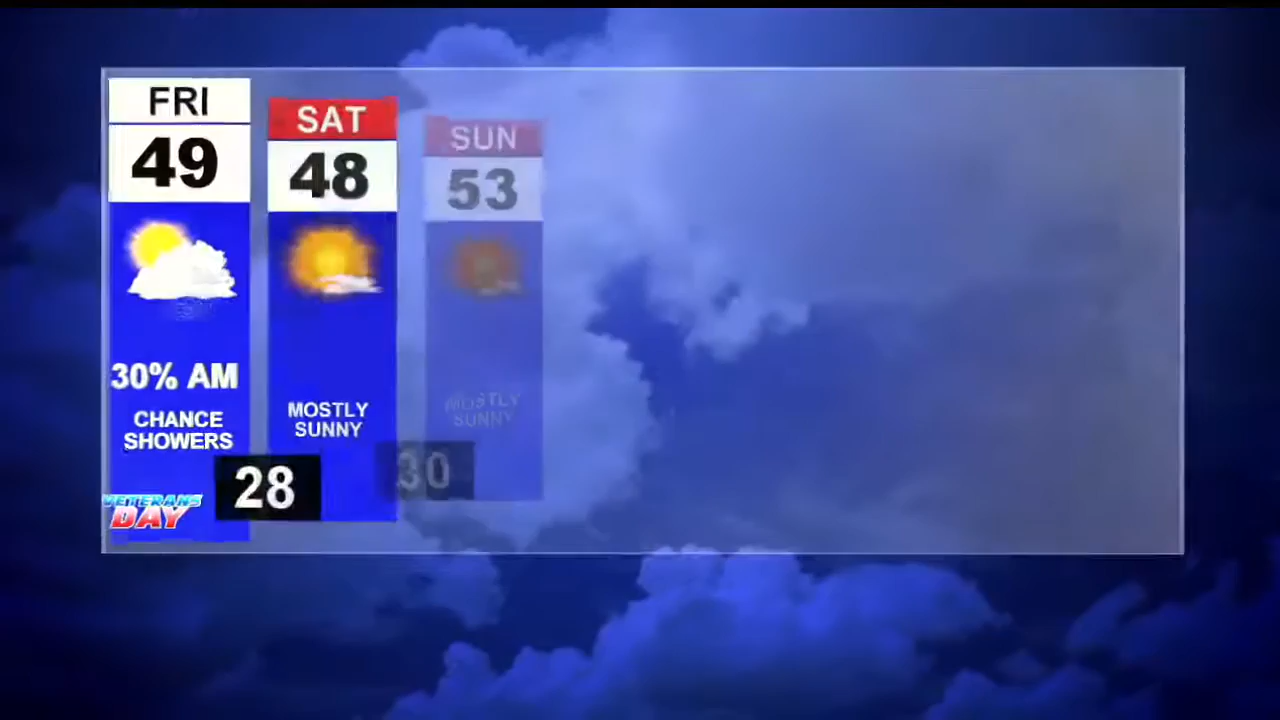 FRI
49
30% AM
CHANCE
SHOWERS
VETERANS
DAY
SAT
48
MOSTLY
SUNNY
28
SUN
53
MOSTLY
SUNNY
30